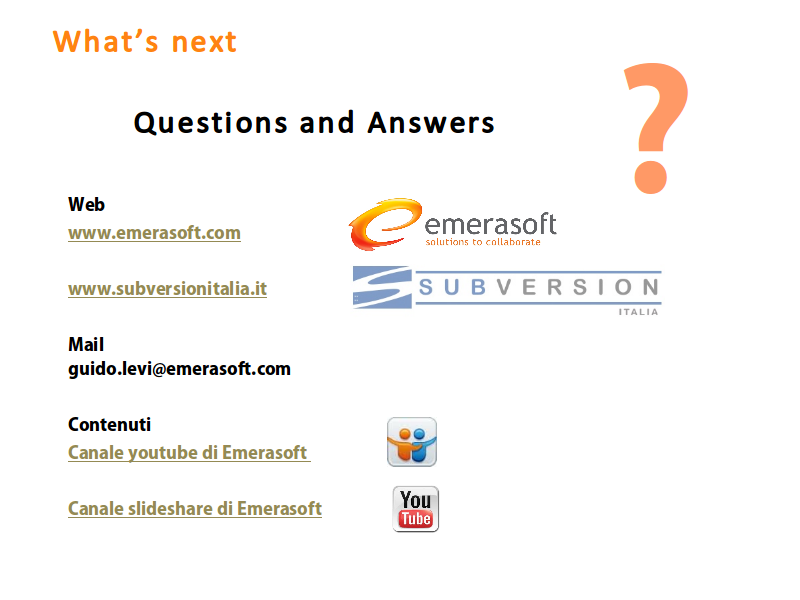 What's next
?
Questions and Answers
Web
www.emerasoft.com
emerasoft
solutions to collaborate
www.subversionitalia.it
SUBVERSION
ITALIA
Mail
guido.levi@emerasoft.com
Contenuti
Canale youtube di Emerasoft
Canale slideshare di Emerasoft
You
Tube